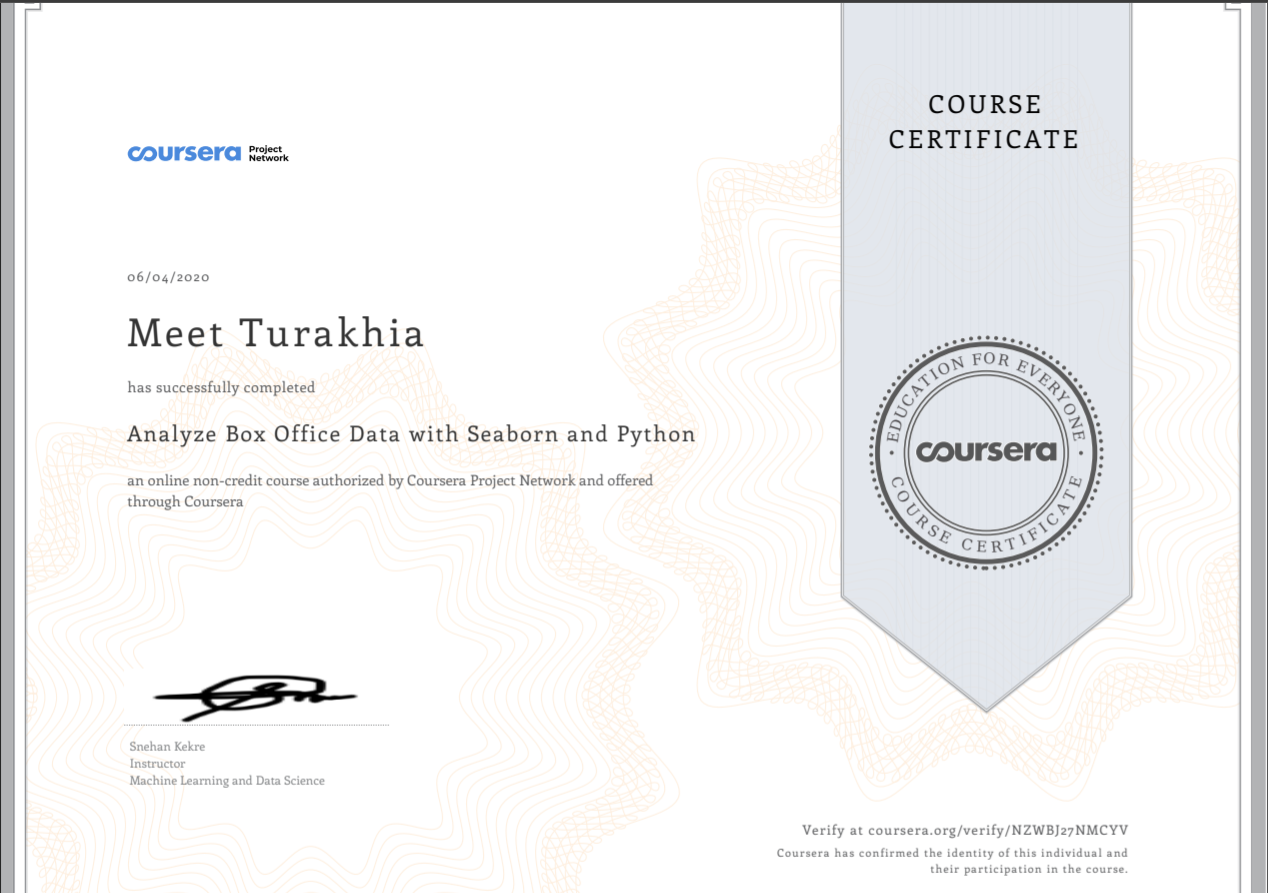 COURSE
CERTIFICATE
coursera Project
Network
06/04/2020
Meet Turakhia
has successfully completed
Analyze Box Office Data with Seaborn and Python
an online non-credit course authorized by Coursera Project Network and offered
through Coursera
EDUCATION FOR EVERYONE
coursera
COURSE CERTIFICATE
Snehan Kekre
Instructor
Machine Learning and Data Science
Verify at coursera.org/verify/NZWBJ27NMCYV
Coursera has confirmed the identity of this individual and
their participation in the course.